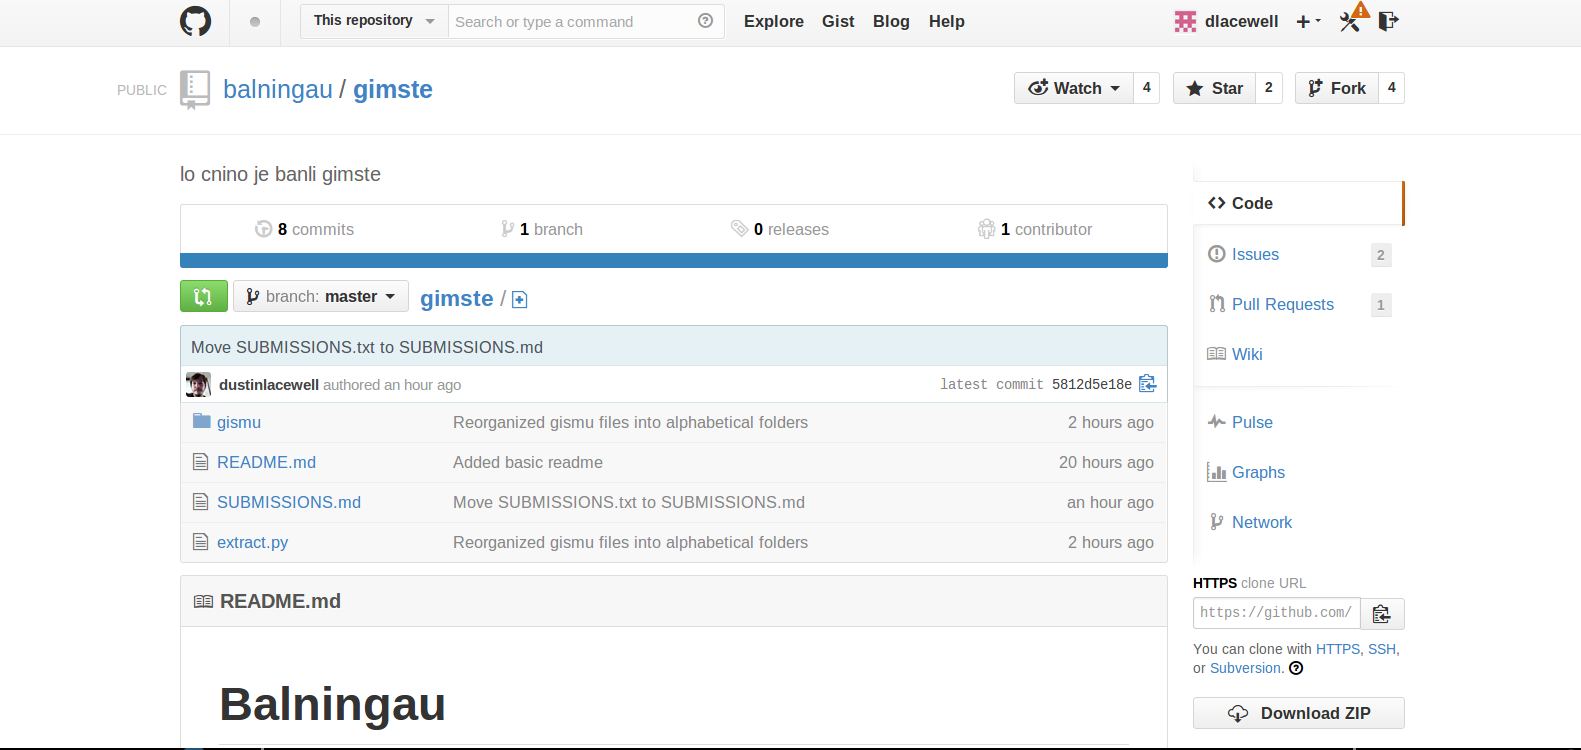 This repository Search or type a command Explore Gist Blog Help dlacewell
PUBLIC balningau / gimste Watch 4 Star 2 Fork 4
lo cnino je banli gimste
8 commits 1 branch 0 releases 1 contributor
branch: master gimste /
Move SUBMISSIONS.txt to SUBMISSIONS.md
dustinlacewell authored an hour ago latest commit 5812d5e18e
gismu Reorganized gismu files into alphabetical folders 2 hours ago
README.md Added basic readme 20 hours ago
SUBMISSIONS.md Move SUBMISSIONS.txt to SUBMISSIONS.md an hour ago
extract.py Reorganized gismu files into alphabetical folders 2 hours ago
README.md
Balningau
Code
Issues 2
Pull Requests 1
Wiki
Pulse
Graphs
Network
HTTPS clone URL
https://github.com/
You can clone with HTTPS, SSH,
or Subversion.
Download ZIP